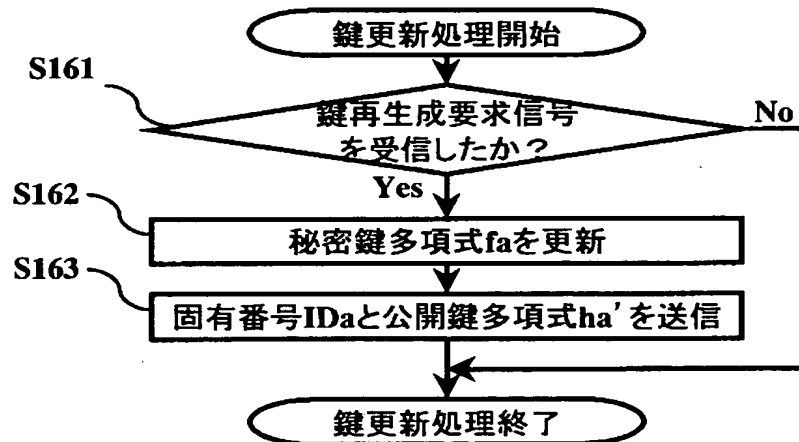 鍵更新処理開始
S161
鍵再生成要求信号
を受信したか?
No
Yes
S162
秘密鍵多項式faを更新
S163
固有番号IDaと公開鍵多項式ha'を送信
鍵更新処理終了